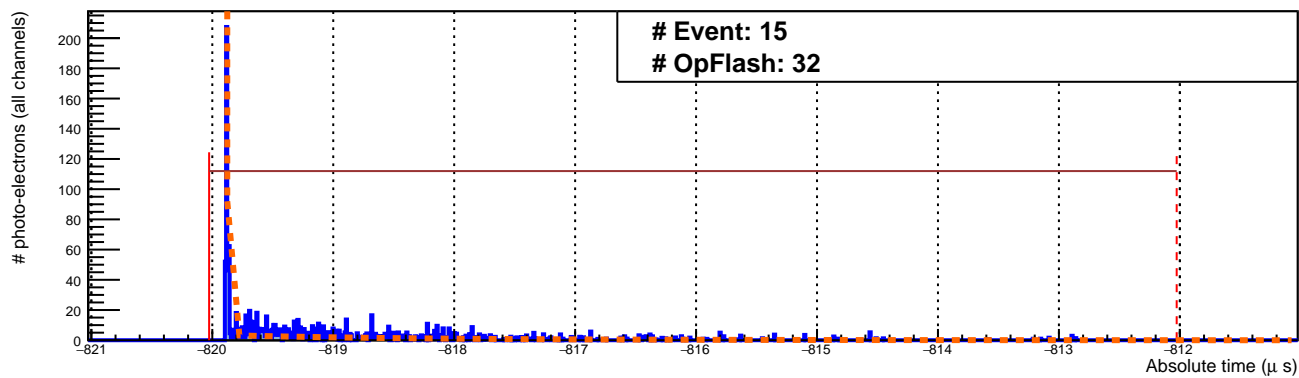 # Event: 15
# OpFlash: 32
# photo-electrons (all channels)
200
180
160
140
120
100
80
60
40
20
0
−821 −820 −819 −818 −817 −816 −815 −814 −813 −812
Absolute time (μ s)